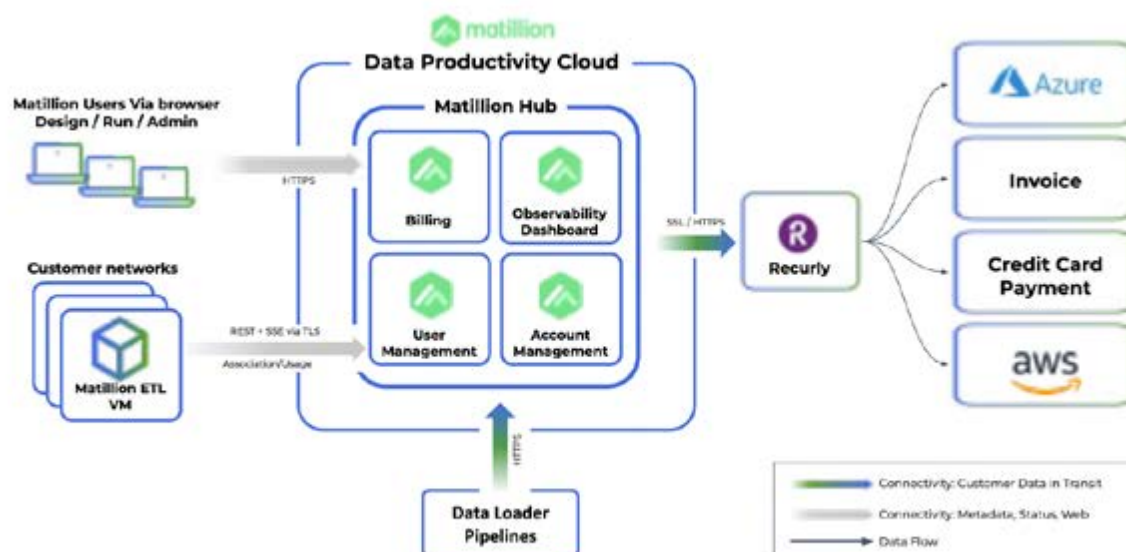 matillion
Data Productivity Cloud
Matillion Users Via browser
Design / Run / Admin
HTTPS
Matillion Hub
Billing
Observability
Dashboard
User
Management
Account
Management
Customer networks
Matillion ETL
VM
REST + SSE via TLS
Association/Usage
HTTPS
Data Loader
Pipelines
SSL / HTTPS
Recurly
Azure
Invoice
Credit Card
Payment
aws
Connectivity: Customer Data in Transit
Connectivity: Metadata, Status, Web
Data Flow